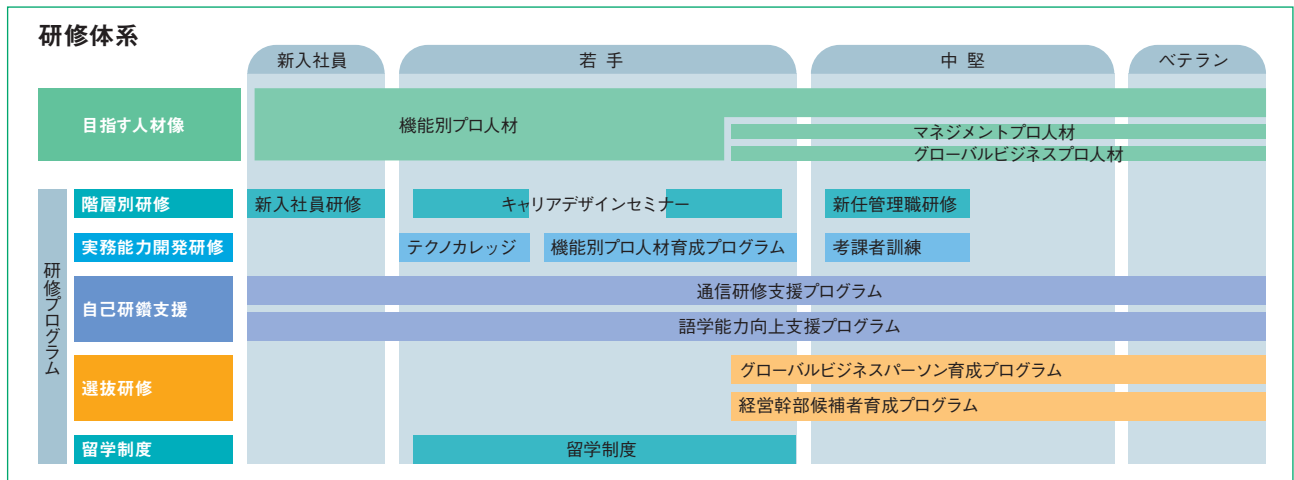 研修体系
新入社員
若 手
中 堅
ベテラン
目指す人材像
機能別プロ人材
マネジメントプロ人材
グローバルビジネスプロ人材
研修プログラム
階層別研修
新入社員研修
キャリアデザインセミナー
新任管理職研修
実務能力開発研修
テクノカレッジ
機能別プロ人材育成プログラム
考課者訓練
自己研鑽支援
通信研修支援プログラム
語学能力向上支援プログラム
選抜研修
グローバルビジネスパーソン育成プログラム
経営幹部候補者育成プログラム
留学制度
留学制度